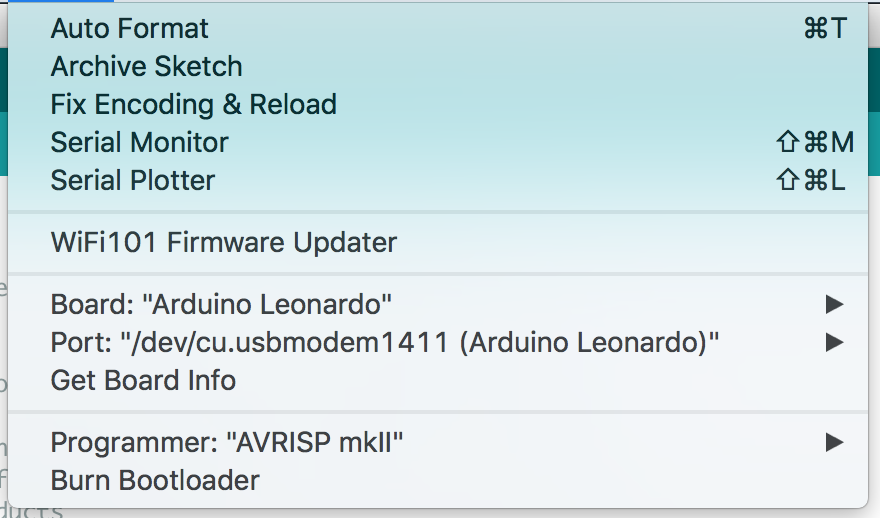 Auto Format ⌘T
Archive Sketch
Fix Encoding & Reload
Serial Monitor ⇧⌘M
Serial Plotter ⇧⌘L
WiFi101 Firmware Updater
Board: "Arduino Leonardo"
Port: "/dev/cu.usbmodem1411 (Arduino Leonardo)"
Get Board Info
Programmer: "AVRISP mkII"
Burn Bootloader